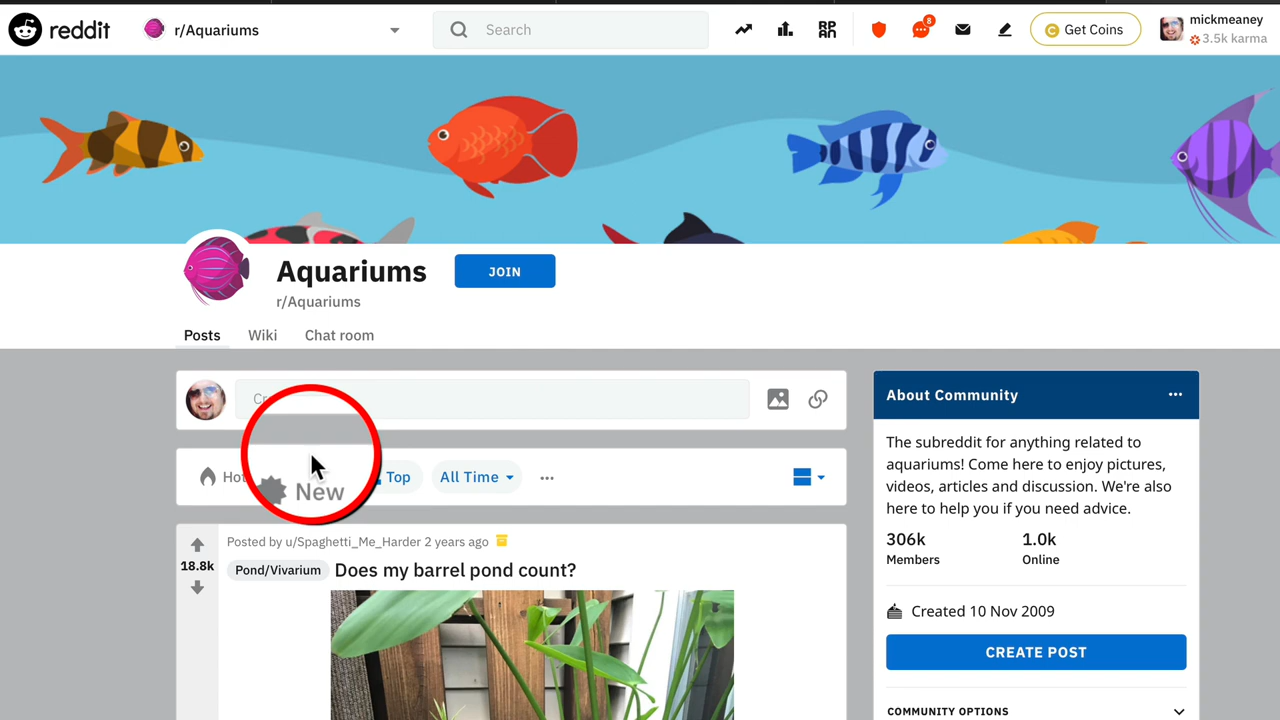 reddit
r/Aquariums
Search
8
Get Coins
mickmeaney
3.5k karma
Aquariums
JOIN
r/Aquariums
Posts Wiki Chat room
About Community
The subreddit for anything related to
aquariums! Come here to enjoy pictures,
videos, articles and discussion. We're also
here to help you if you need advice.
306k 1.0k
Members Online
Created 10 Nov 2009
CREATE POST
COMMUNITY OPTIONS
New Top All Time
Posted by u/Spaghetti_Me_Harder 2 years ago
18.8k
Pond/Vivarium Does my barrel pond count?